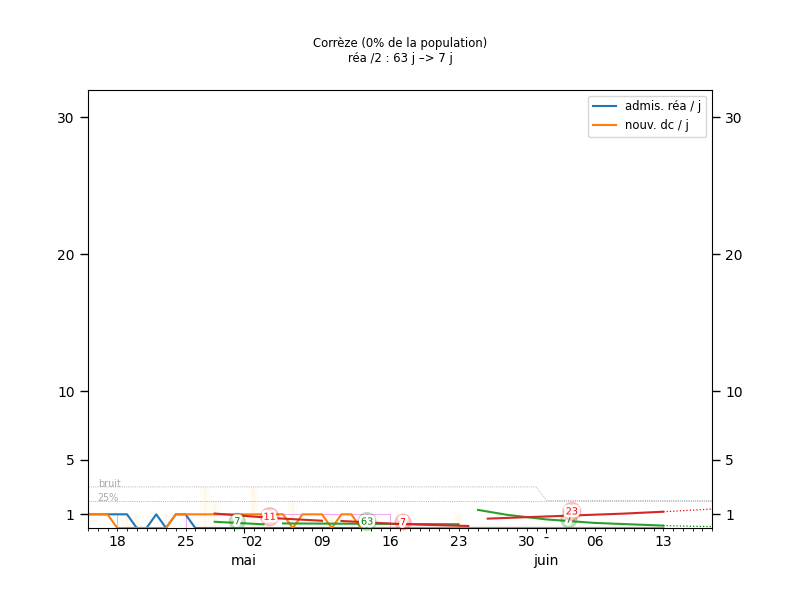 Corrèze (0% de la population)
réa /2 : 63 j –> 7 j
admis. réa / j
nouv. dc / j
30 30
20 20
10 10
5 5
1 1
bruit
25%
7 11 63 7 23 7
18 25 02 09 16 23 30 06 13
mai juin